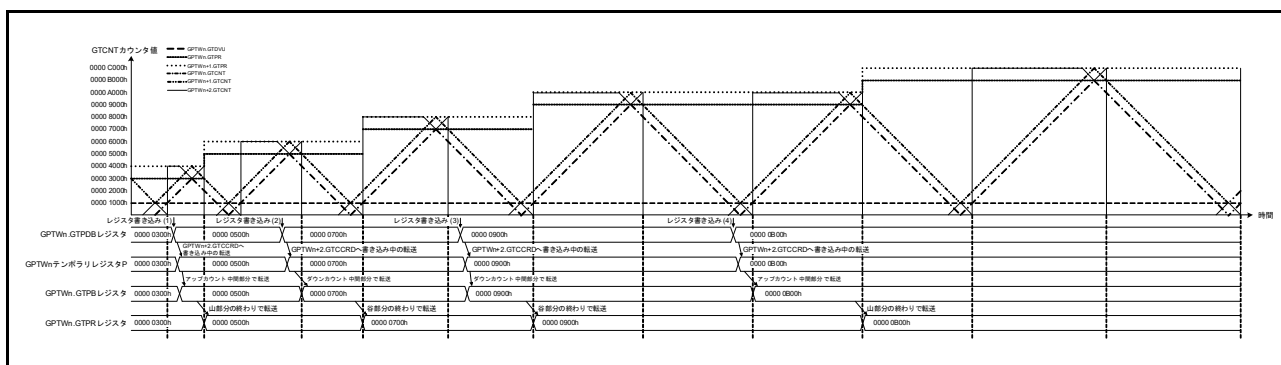 GTCNTカウンタ値
GPTWn.GTDVU
GPTWn.GTPR
GPTWn+1.GTPR
GPTWn.GTCNT
GPTWn+1.GTCNT
GPTWn+2.GTCNT
0000 C000h
0000 B000h
0000 A000h
0000 9000h
0000 8000h
0000 7000h
0000 6000h
0000 5000h
0000 4000h
0000 3000h
0000 2000h
0000 1000h
時間
レジスタ書き込み(1) レジスタ書き込み(2) レジスタ書き込み(3) レジスタ書き込み(4)
GPTWn.GTPDBレジスタ 0000 0300h 0000 0500h 0000 0700h 0000 0900h 0000 0B00h
GPTWn+2.GTCCRDへ
書き込み中の転送
GPTWn+2.GTCCRDへ書き込み中の転送 GPTWn+2.GTCCRDへ書き込み中の転送 GPTWn+2.GTCCRDへ書き込み中の転送
GPTWnテンポラリレジスタP 0000 0300h 0000 0500h 0000 0700h 0000 0900h 0000 0B00h
アップカウント中間部分で転送 ダウンカウント中間部分で転送 ダウンカウント中間部分で転送 アップカウント中間部分で転送
GPTWn.GTPBレジスタ 0000 0300h 0000 0500h 0000 0700h 0000 0900h 0000 0B00h
山部分の終わりで転送 谷部分の終わりで転送 谷部分の終わりで転送 山部分の終わりで転送
GPTWn.GTPRレジスタ 0000 0300h 0000 0500h 0000 0700h 0000 0900h 0000 0B00h